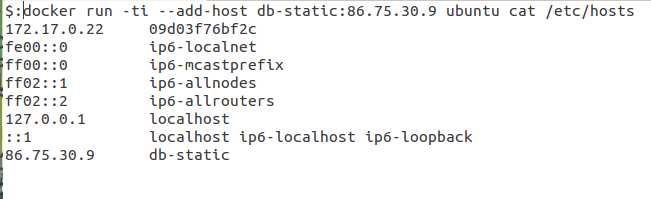 $:docker run -ti --add-host db-static:86.75.30.9 ubuntu cat /etc/hosts
172.17.0.22     09d03f76bf2c
fe00::0         ip6-localnet
ff00::0         ip6-mcastprefix
ff02::1         ip6-allnodes
ff02::2         ip6-allrouters
127.0.0.1       localhost
::1             localhost ip6-localhost ip6-loopback
86.75.30.9      db-static